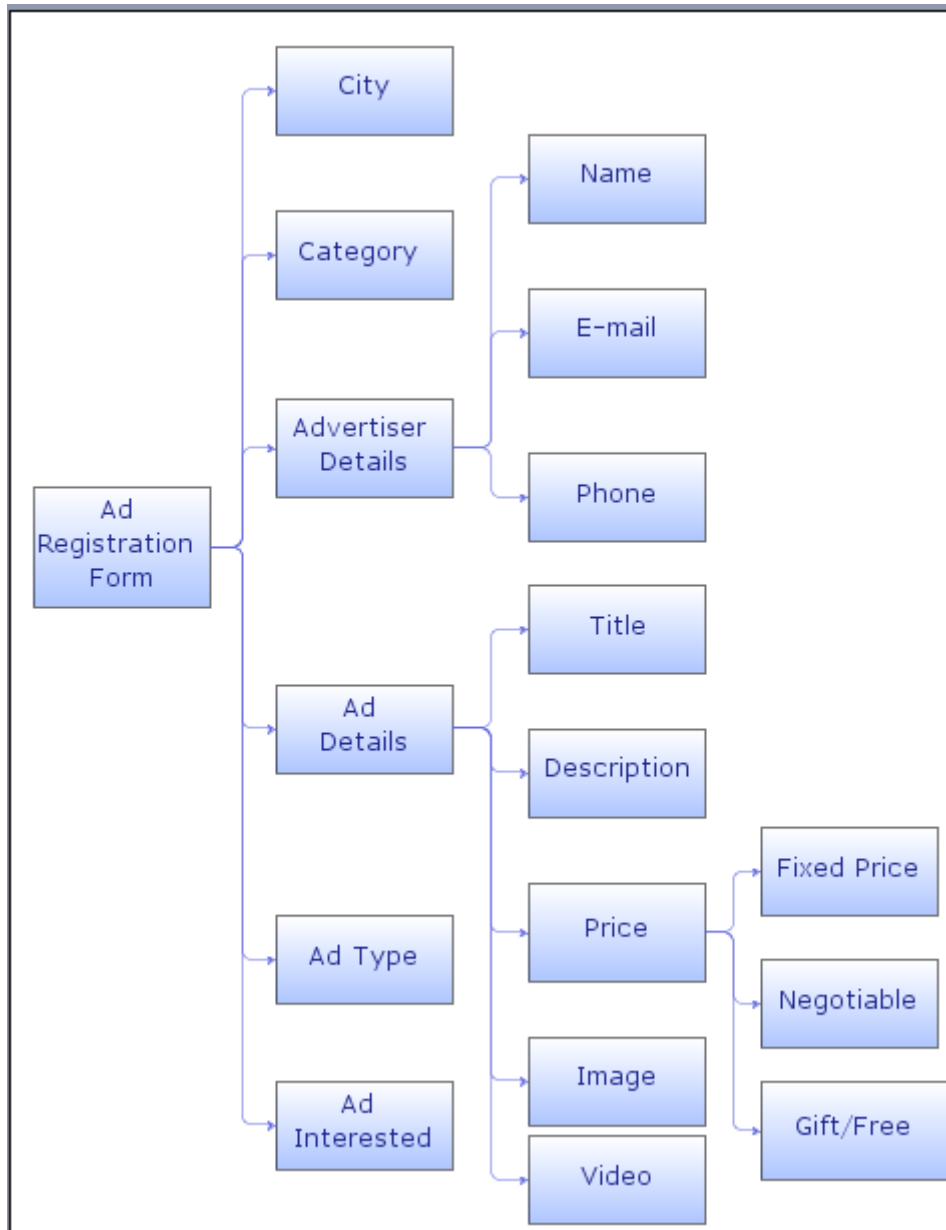 City
Name
Category
E-mail
Advertiser
Details
Phone
Ad
Registration
Form
Title
Ad
Details
Description
Fixed Price
Price
Ad Type
Negotiable
Image
Ad
Interested
Gift/Free
Video